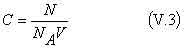 C = N / N_A V (V.3)